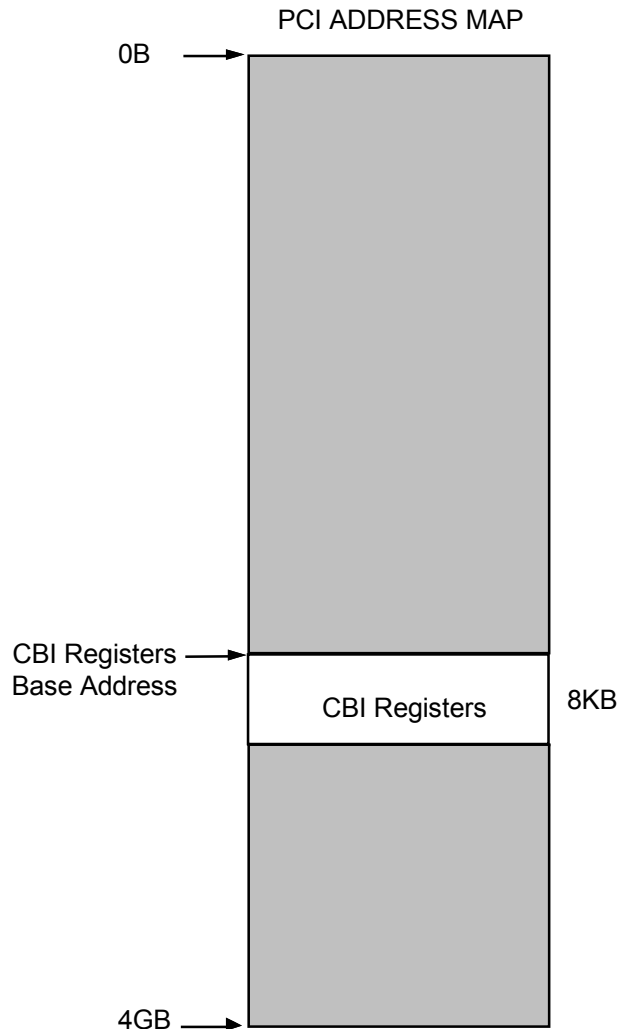 PCI ADDRESS MAP
0B
CBI Registers
Base Address
CBI Registers
8KB
4GB